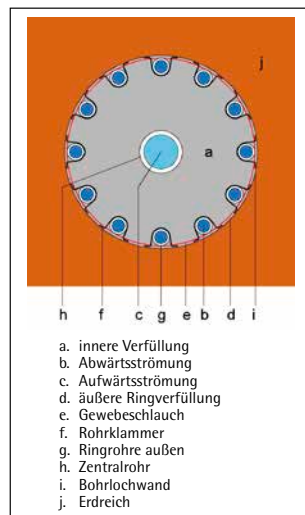 j
a
h f c g e b d i
a. innere Verfüllung
b. Abwärtsströmung
c. Aufwärtsströmung
d. äußere Ringverfüllung
e. Gewebeschlauch
f. Rohrklammer
g. Ringrohre außen
h. Zentralrohr
i. Bohrlochwand
j. Erdreich